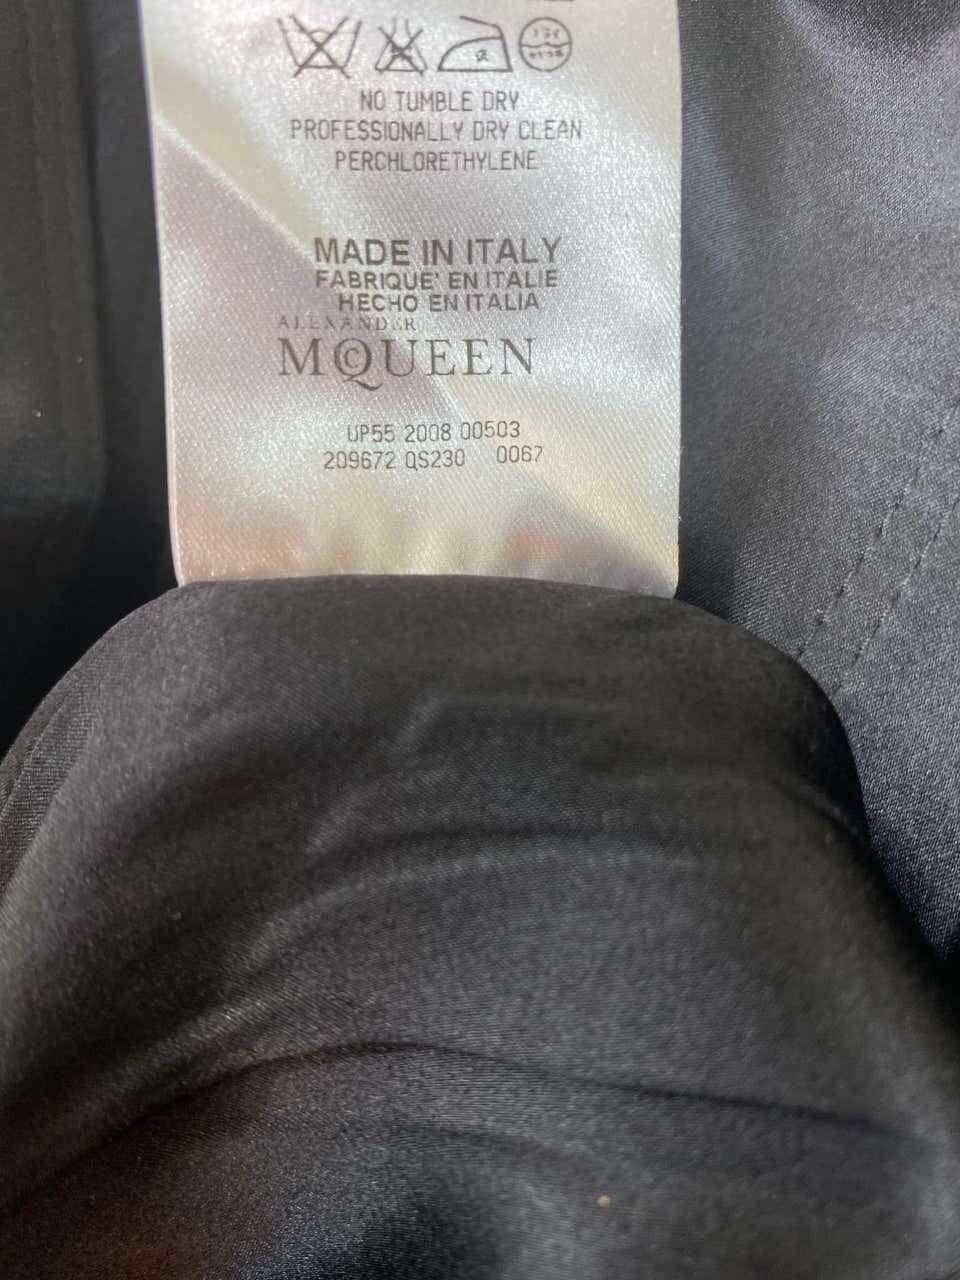 NO TUMBLE DRY
PROFESSIONALLY DRY CLEAN
PERCHLORETHYLENE
MADE IN ITALY
FABRIQUE' EN ITALIE
HECHO EN ITALIA
ALEXANDER
MCQUEEN
UP55 2008 00503
209672 QS230 0067